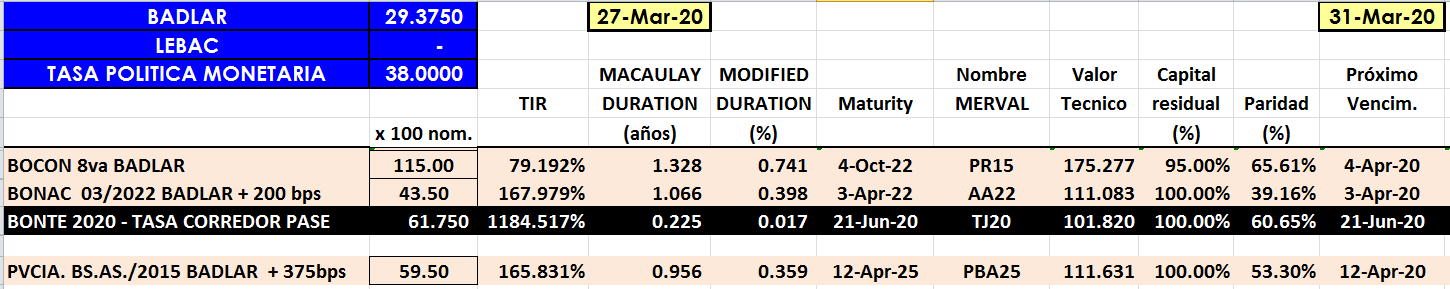 BADLAR 29.3750 27-Mar-20 31-Mar-20
LEBAC -
TASA POLITICA MONETARIA 38.0000 MACAULAY MODIFIED Nombre Valor Capital Próximo
TIR DURATION DURATION Maturity MERVAL Tecnico residual Paridad Vencim.
x 100 nom. (años) (%) (%) (%)
BOCON 8va BADLAR 115.00 79.192% 1.328 0.741 4-Oct-22 PR15 175.277 95.00% 65.61% 4-Apr-20
BONAC 03/2022 BADLAR + 200 bps 43.50 167.979% 1.066 0.398 3-Apr-22 AA22 111.083 100.00% 39.16% 3-Apr-20
BONTE 2020 - TASA CORREDOR PASE 61.750 1184.517% 0.225 0.017 21-Jun-20 TJ20 101.820 100.00% 60.65% 21-Jun-20
PVCIA. BS.AS./2015 BADLAR + 375bps 59.50 165.831% 0.956 0.359 12-Apr-25 PBA25 111.631 100.00% 53.30% 12-Apr-20